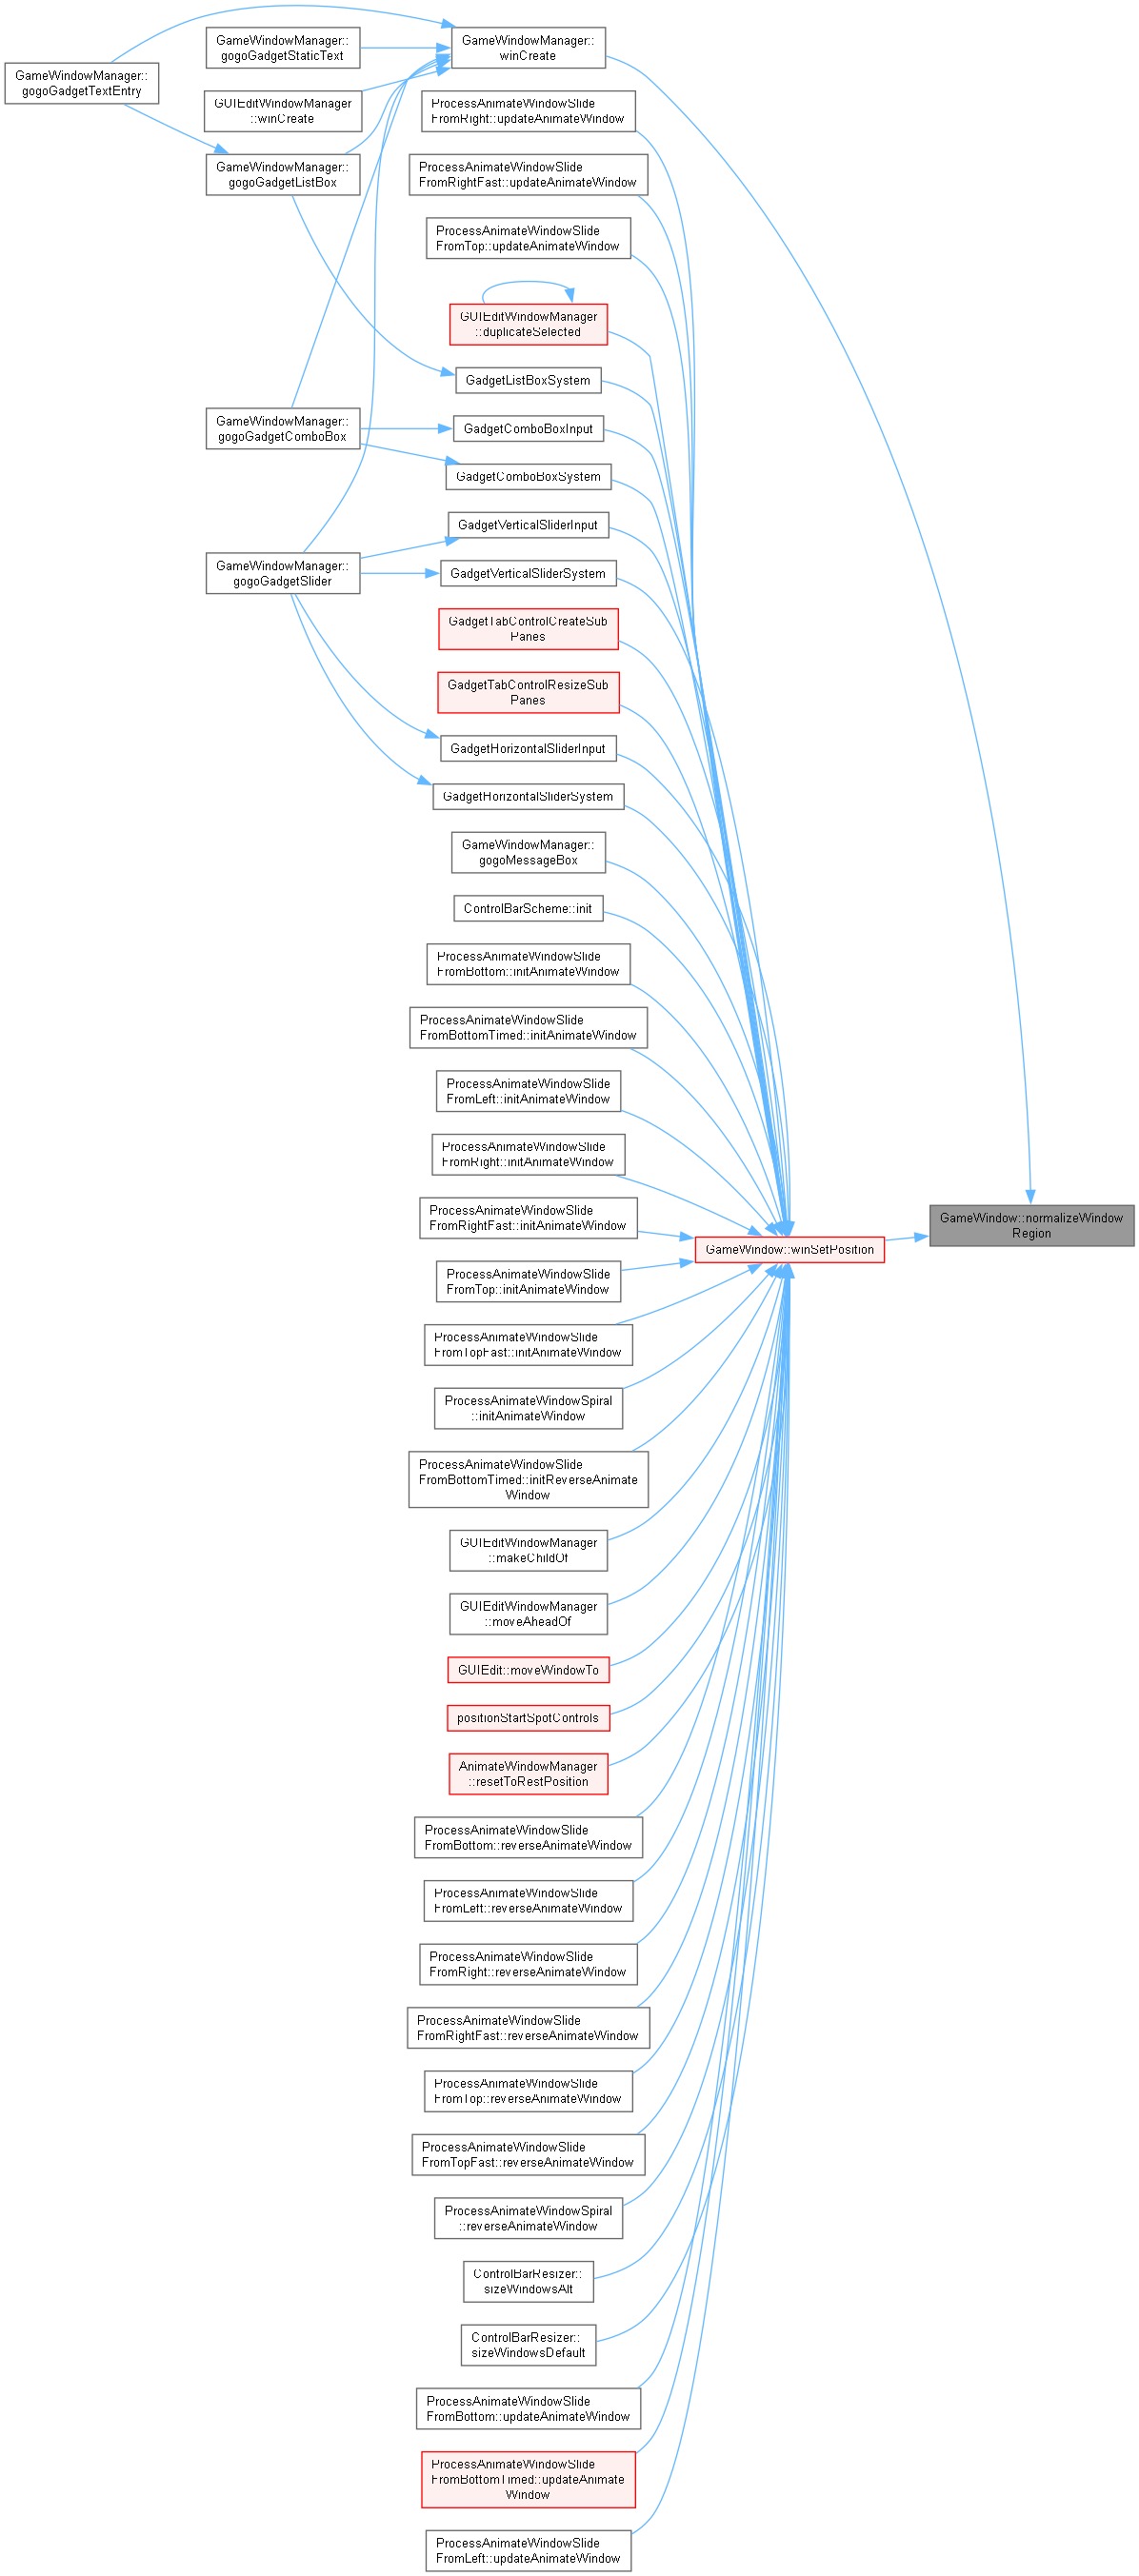 GameWindowManager::
winCreate
GameWindowManager::
gogoGadgetStaticText
GameWindowManager::
gogoGadgetTextEntry
GUIEditWindowManager
::winCreate
GameWindowManager::
gogoGadgetListBox
ProcessAnimateWindowSlide
FromRight::updateAnimateWindow
ProcessAnimateWindowSlide
FromRightFast::updateAnimateWindow
ProcessAnimateWindowSlide
FromTop::updateAnimateWindow
GUIEditWindowManager
::duplicateSelected
GadgetListBoxSystem
GameWindowManager::
gogoGadgetComboBox
GadgetComboBoxInput
GadgetComboBoxSystem
GadgetVerticalSliderInput
GameWindowManager::
gogoGadgetSlider
GadgetVerticalSliderSystem
GadgetTabControlCreateSub
Panes
GadgetTabControlResizeSub
Panes
GadgetHorizontalSliderInput
GadgetHorizontalSliderSystem
GameWindowManager::
gogoMessageBox
ControlBarScheme::init
ProcessAnimateWindowSlide
FromBottom::initAnimateWindow
ProcessAnimateWindowSlide
FromBottomTimed::initAnimateWindow
ProcessAnimateWindowSlide
FromLeft::initAnimateWindow
ProcessAnimateWindowSlide
FromRight::initAnimateWindow
ProcessAnimateWindowSlide
FromRightFast::initAnimateWindow
GameWindow::normalizeWindow
Region
GameWindow::winSetPosition
ProcessAnimateWindowSlide
FromTop::initAnimateWindow
ProcessAnimateWindowSlide
FromTopFast::initAnimateWindow
ProcessAnimateWindowSpiral
::initAnimateWindow
ProcessAnimateWindowSlide
FromBottomTimed::initReverseAnimate
Window
GUIEditWindowManager
::makeChildOf
GUIEditWindowManager
::moveAheadOf
GUIEdit::moveWindowTo
positionStartSpotControls
AnimateWindowManager
::resetToRestPosition
ProcessAnimateWindowSlide
FromBottom::reverseAnimateWindow
ProcessAnimateWindowSlide
FromLeft::reverseAnimateWindow
ProcessAnimateWindowSlide
FromRight::reverseAnimateWindow
ProcessAnimateWindowSlide
FromRightFast::reverseAnimateWindow
ProcessAnimateWindowSlide
FromTop::reverseAnimateWindow
ProcessAnimateWindowSlide
FromTopFast::reverseAnimateWindow
ProcessAnimateWindowSpiral
::reverseAnimateWindow
ControlBarResizer::
sizeWindowsAlt
ControlBarResizer::
sizeWindowsDefault
ProcessAnimateWindowSlide
FromBottom::updateAnimateWindow
ProcessAnimateWindowSlide
FromBottomTimed::updateAnimate
Window
ProcessAnimateWindowSlide
FromLeft::updateAnimateWindow